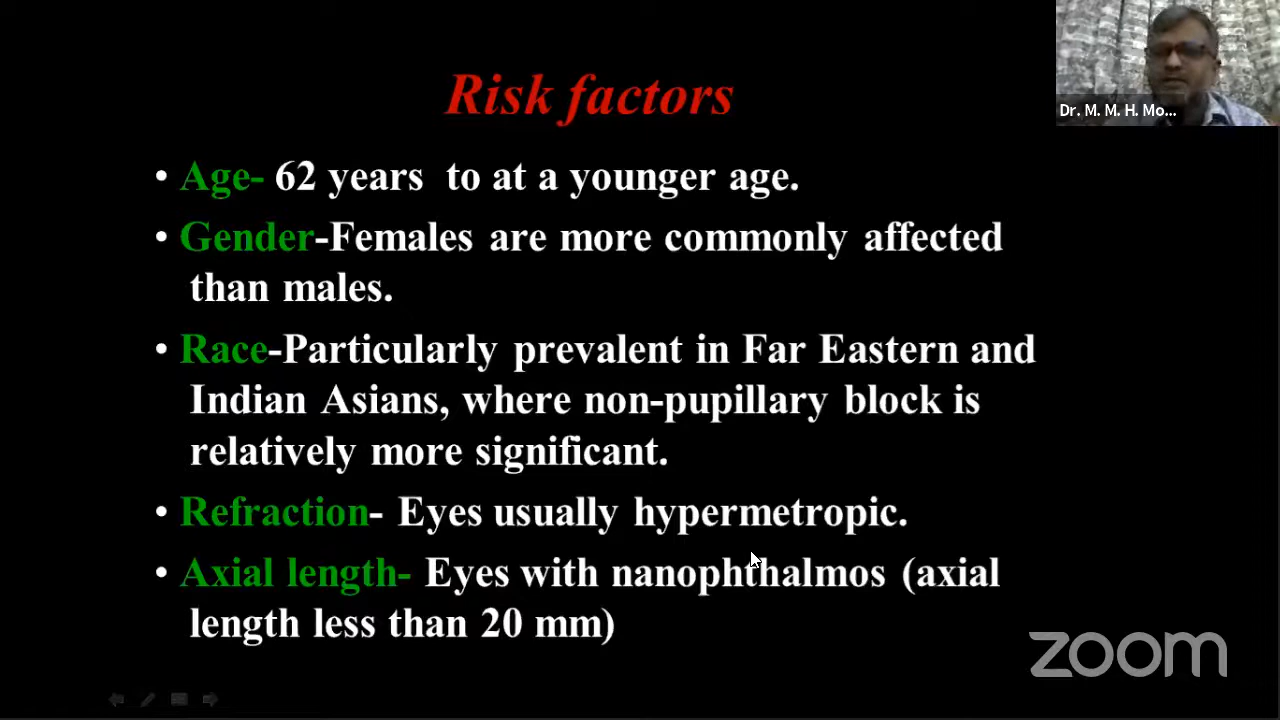 Risk factors
Dr. M. M. H. Mo...
• Age- 62 years to at a younger age.
• Gender-Females are more commonly affected
than males.
• Race-Particularly prevalent in Far Eastern and
Indian Asians, where non-pupillary block is
relatively more significant.
• Refraction- Eyes usually hypermetropic.
• Axial length- Eyes with nanophthalmos (axial
length less than 20 mm)
zoom